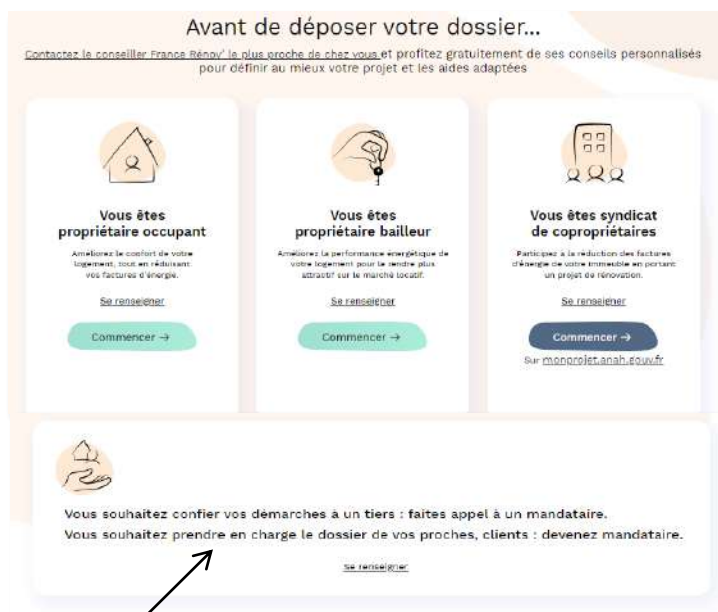 Avant de déposer votre dossier...
Contactez le conseiller France Rénov' le plus proche de chez vous et profitez gratuitement de ses conseils personnalisés
pour définir au mieux votre projet et les aides adaptées
Vous êtes
propriétaire occupant
Améliorez le confort de votre
logement, tout en réduisant
vos factures d'énergie.
Se renseigner
Commencer →
Vous êtes
propriétaire bailleur
Améliorez la performance énergétique de
votre logement pour le rendre plus
attractif sur le marché locatif.
Se renseigner
Commencer →
Vous êtes syndicat
de copropriétaires
Participez à la réduction des factures
d'énergie de votre immeuble en portant
un projet de rénovation.
Se renseigner
Commencer →
Sur monprojet.anah.gouv.fr
Vous souhaitez confier vos démarches à un tiers : faites appel à un mandataire.
Vous souhaitez prendre en charge le dossier de vos proches, clients : devenez mandataire.
Se renseigner